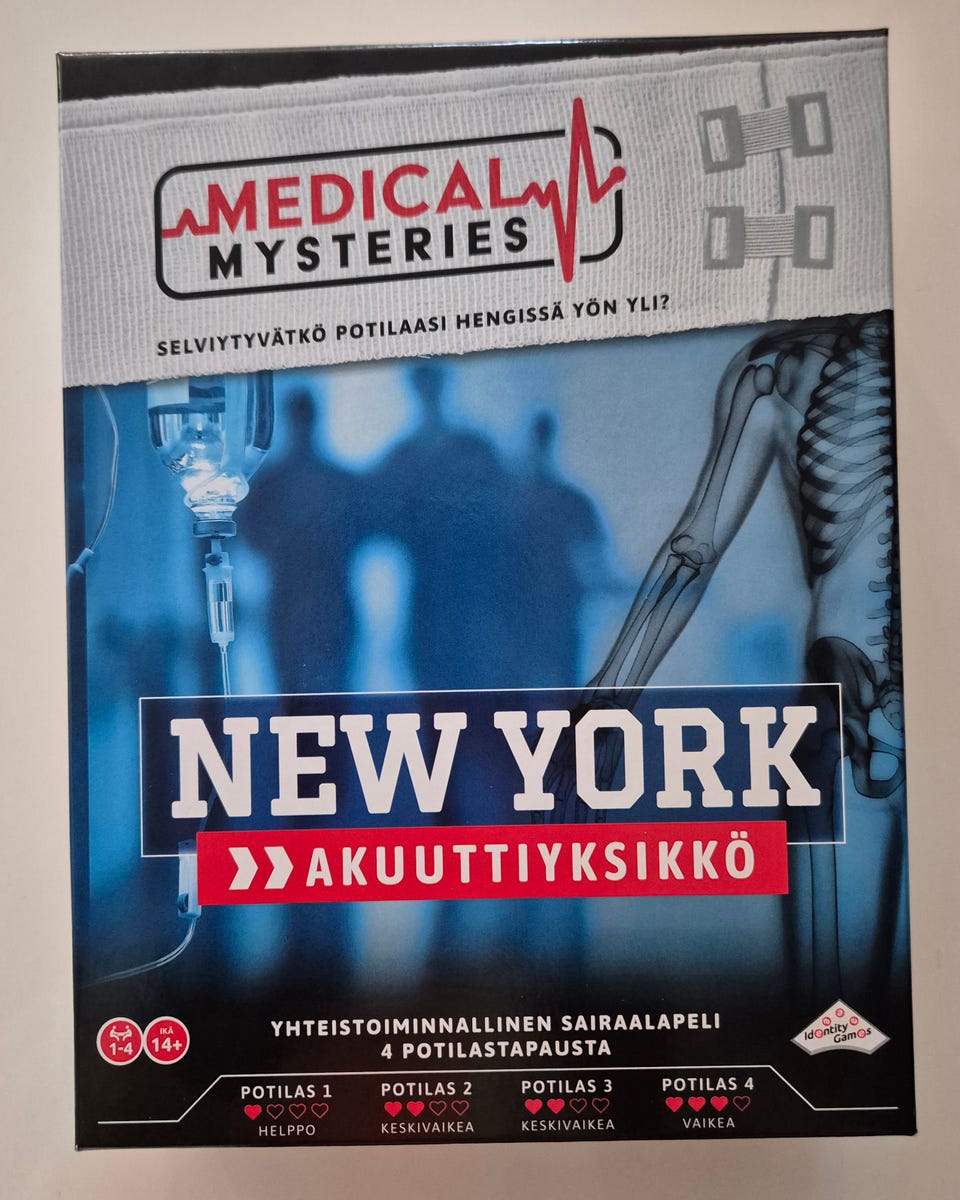 MEDICAL
MYSTERIES
SELVIYTYVÄTKÖ POTILAASI HENGISSÄ YÖN YLI?
NEW YORK
AKUUTTIYKSIKKÖ
YHTEISTOIMINNALLINEN SAIRAALAPELI
4 POTILASTAPAUSTA
1-4
IKÄ
14+
Identity
Games
POTILAS 1
HELPPO
POTILAS 2
KESKIVAIKEA
POTILAS 3
KESKIVAIKEA
POTILAS 4
VAIKEA